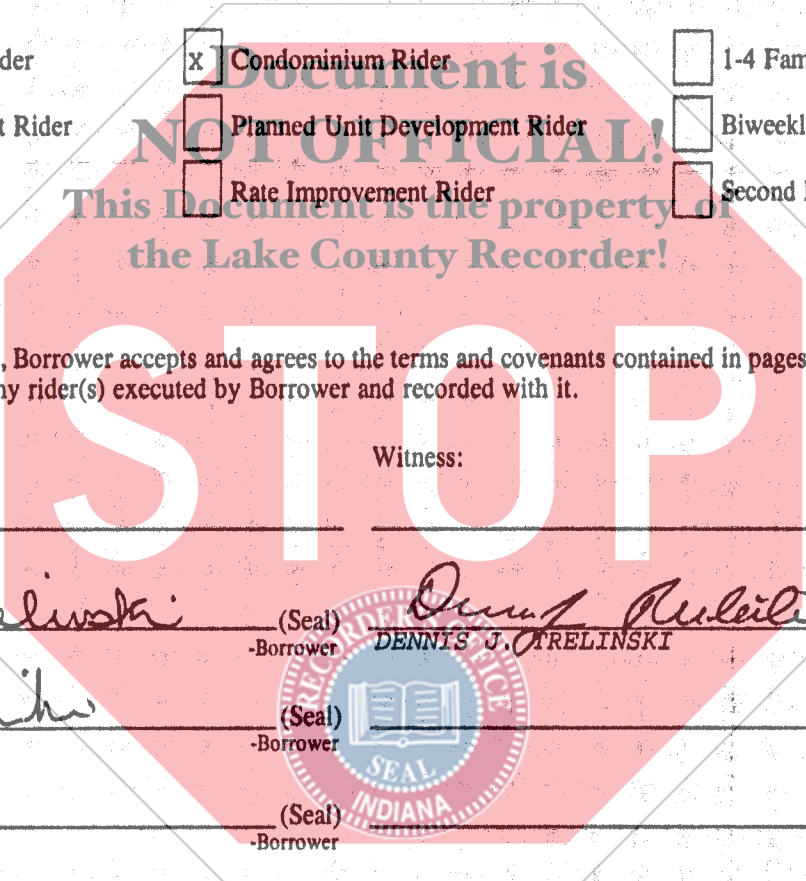 der x Condominium Rider 1-4 Fam
t Rider Planned Unit Development Rider Biweekl
Rate Improvement Rider Second
Document is
NOT OFFICIAL!
This Document is the property of
the Lake County Recorder!
, Borrower accepts and agrees to the terms and covenants contained in pages
ny rider(s) executed by Borrower and recorded with it.
STOP
Witness:
(Seal)
-Borrower
DENNIS J. TRELINSKI
(Seal)
-Borrower
(Seal)
-Borrower
RECORDER'S OFFICE
SEAL
INDIANA